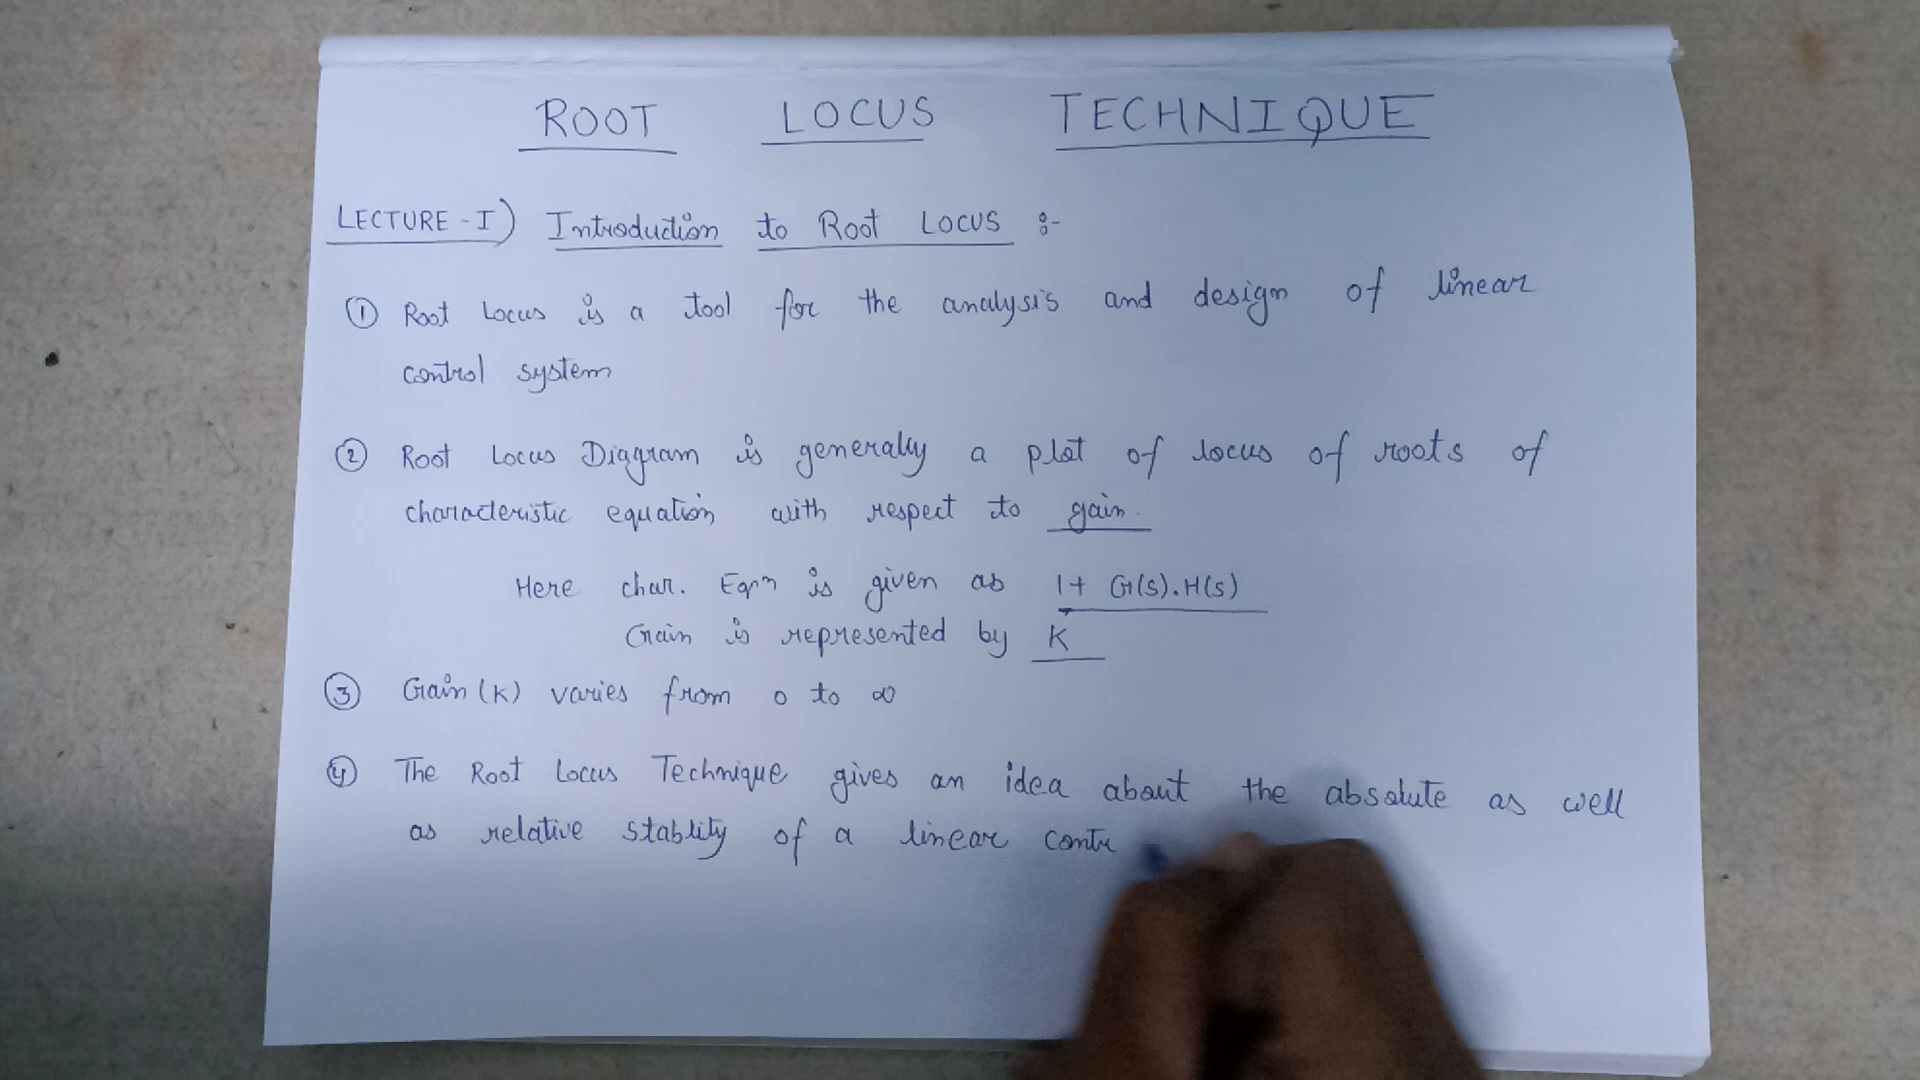 ROOT LOCUS TECHNIQUE
LECTURE-I) Introduction to Root Locus :-
① Root Locus is a tool for the analysis and design of linear
control system
② Root Locus Diagram is generally a plot of locus of roots of
characteristic equation with respect to gain.
Here char. Eqn is given as 1+ G(s).H(s)
Gain is represented by K
③ Gain (K) varies from 0 to ∞
④ The Root Locus Technique gives an idea about the absolute as well
as relative stablity of a linear contr